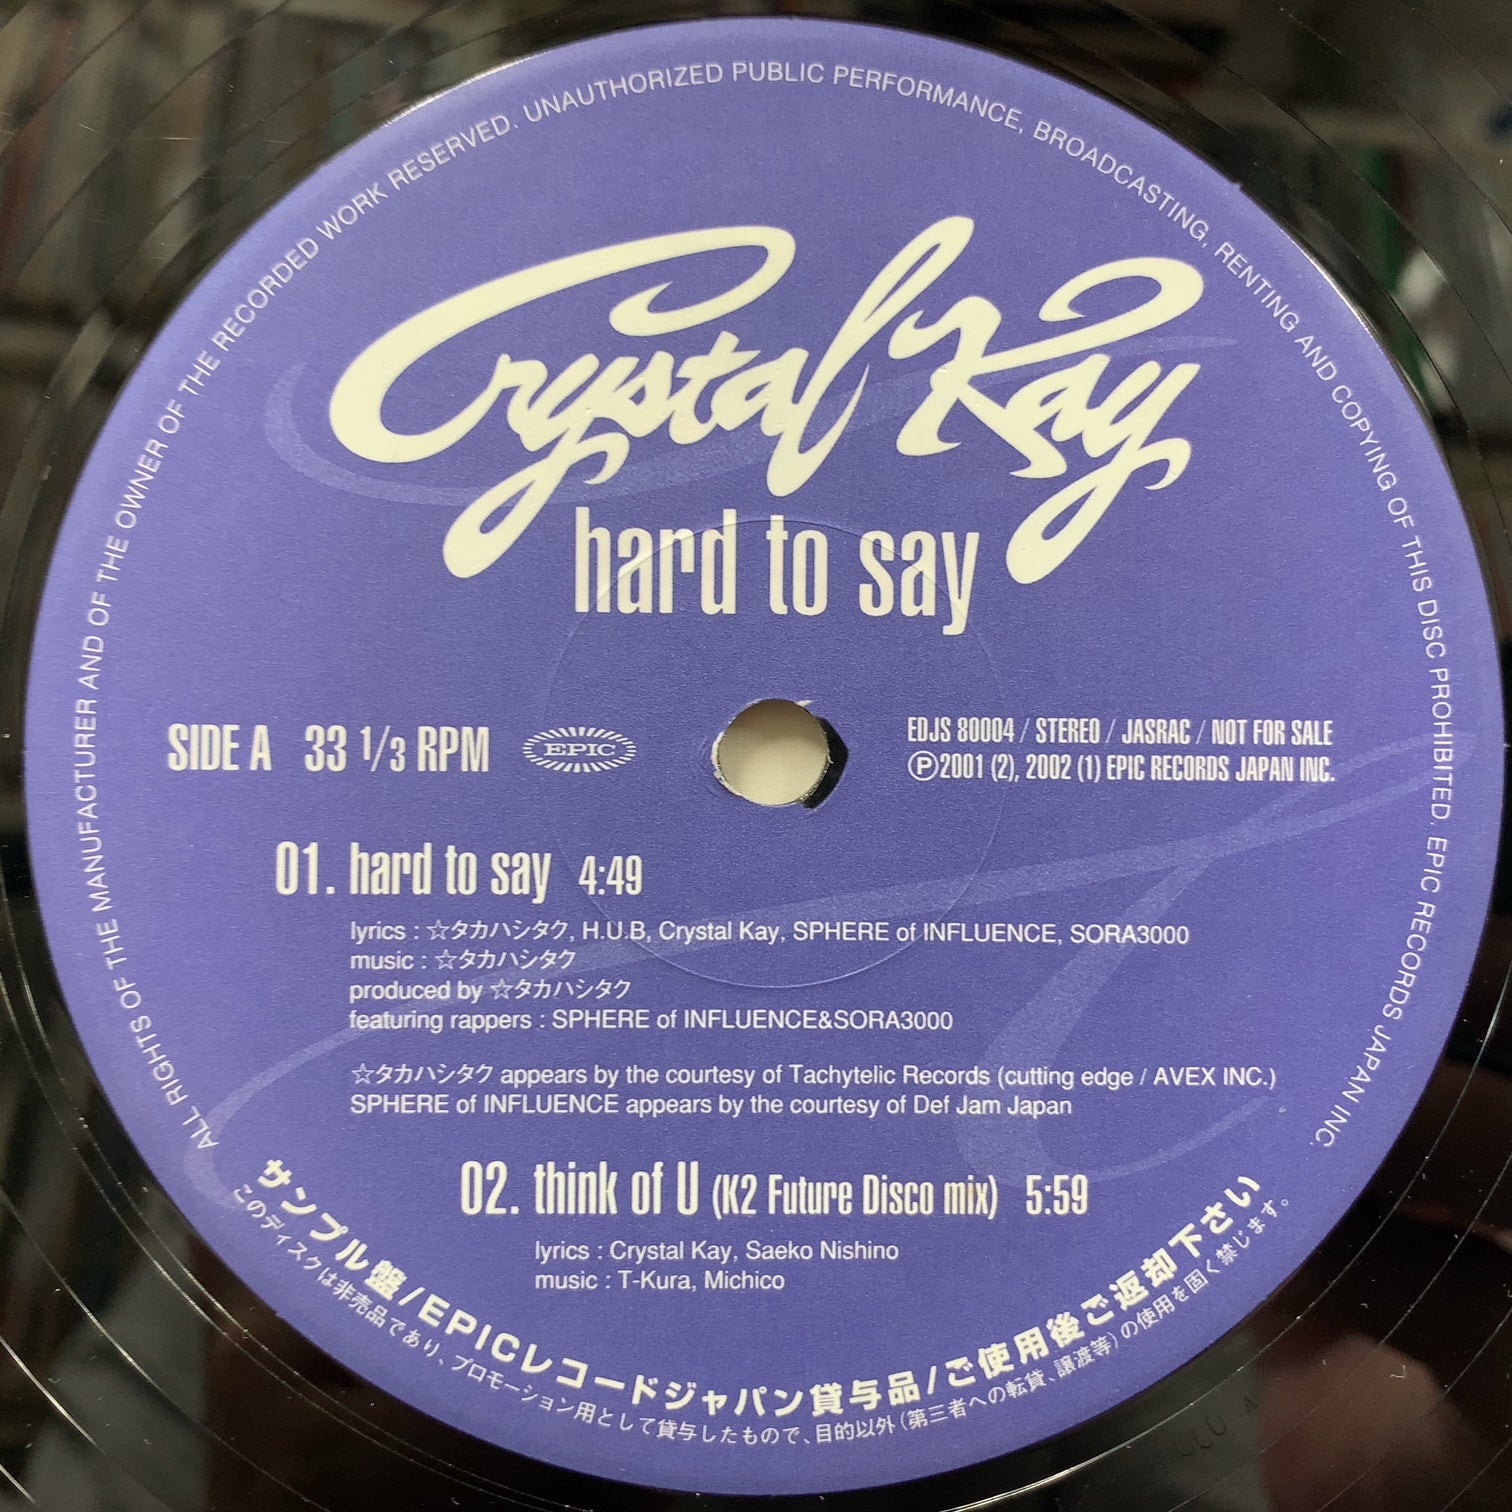 ALL RIGHTS OF THE MANUFACTURER AND OF THE OWNER OF THE RECORDED WORK RESERVED. UNAUTHORIZED PUBLIC PERFORMANCE, BROADCASTING, RENTING AND COPYING OF THIS DISC PROHIBITED. EPIC RECORDS JAPAN INC.
Crystal Kay
hard to say
SIDE A 33 1/3 RPM
EPIC
EDJS 80004 / STEREO / JASRAC / NOT FOR SALE
Ⓟ2001 (2), 2002 (1) EPIC RECORDS JAPAN INC.
01. hard to say 4:49
lyrics : ☆タカハシタク, H.U.B, Crystal Kay, SPHERE of INFLUENCE, SORA3000
music : ☆タカハシタク
produced by ☆タカハシタク
featuring rappers : SPHERE of INFLUENCE&SORA3000
☆タカハシタク appears by the courtesy of Tachytelic Records (cutting edge / AVEX INC.)
SPHERE of INFLUENCE appears by the courtesy of Def Jam Japan
02. think of U (K2 Future Disco mix) 5:59
lyrics : Crystal Kay, Saeko Nishino
music : T-Kura, Michico
サンプル盤/EPICレコードジャパン貸与品/ご使用後ご返却下さい
このディスクは非売品であり、プロモーション用として貸与したもので、目的以外(第三者への転貸、譲渡等)の使用を固く禁じます。